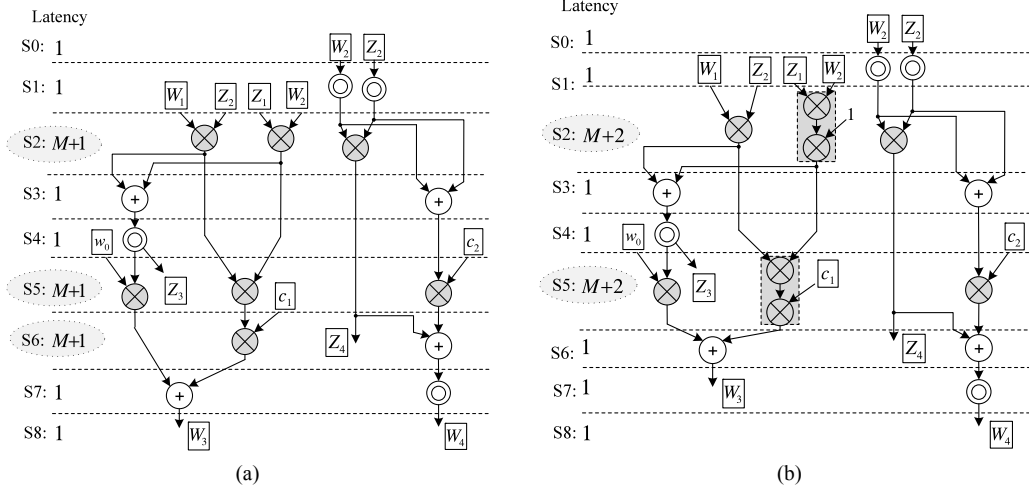 Latency
S0: 1
W₂ Z₂
S1: 1
W₁ Z₂ Z₁ W₂
S2: M+1
S3: 1
+ +
S4: 1
w₀ c₂
Z₃
S5: M+1
c₁
S6: M+1
Z₄
+
S7: 1
+
S8: 1
W₃ W₄
(a)
Latency
S0: 1
W₂ Z₂
S1: 1
W₁ Z₂ Z₁ W₂
1
S2: M+2
S3: 1
+ +
S4: 1
w₀ c₂
Z₃
S5: M+2
c₁
S6: 1
+ Z₄ +
S7: 1
W₃
S8: 1
W₄
(b)